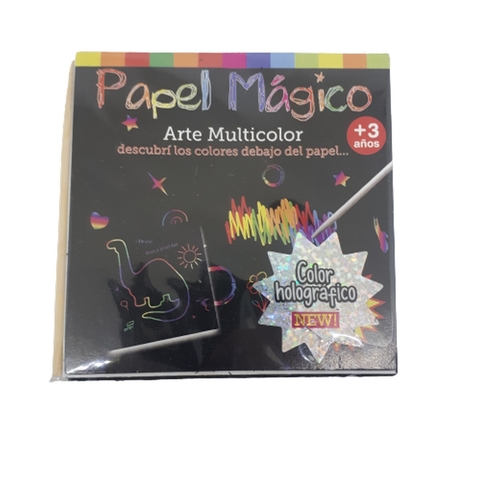 Papel Mágico
Arte Multicolor
descubrí los colores debajo del papel...
+3
años
Color
holográfico
NEW!